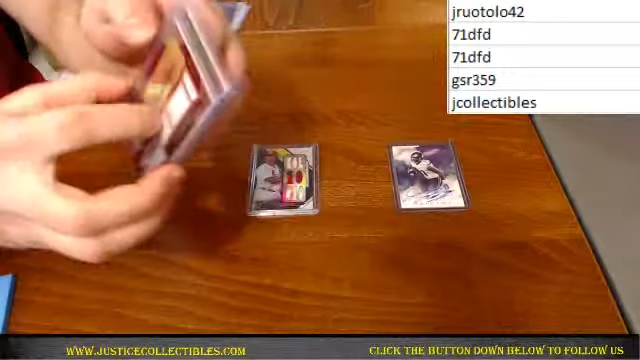 jruotolo42
71dfd
71dfd
gsr359
jcollectibles
WWW.JUSTICECOLLECTIBLES.COM
CLICK THE BUTTON DOWN BELOW TO FOLLOW US